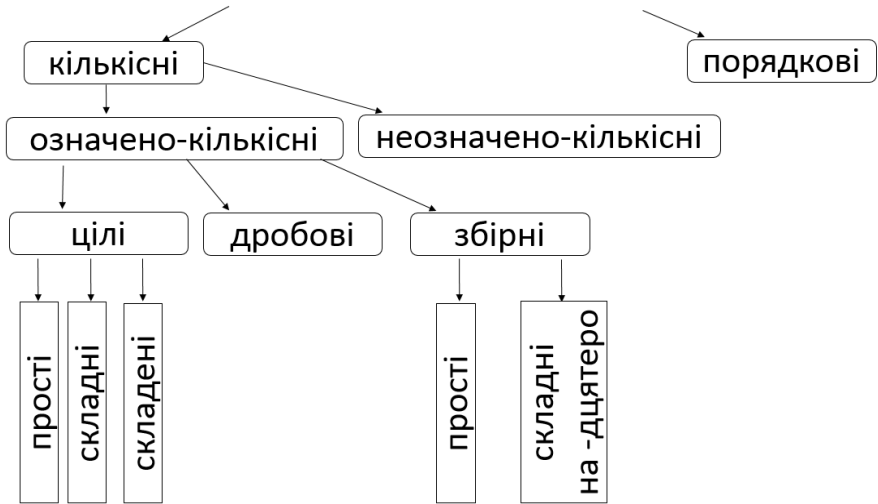 кількісні
порядкові
означено-кількісні
неозначено-кількісні
цілі
дробові
збірні
прості
складні
складені
прості
складні
на -дцятеро